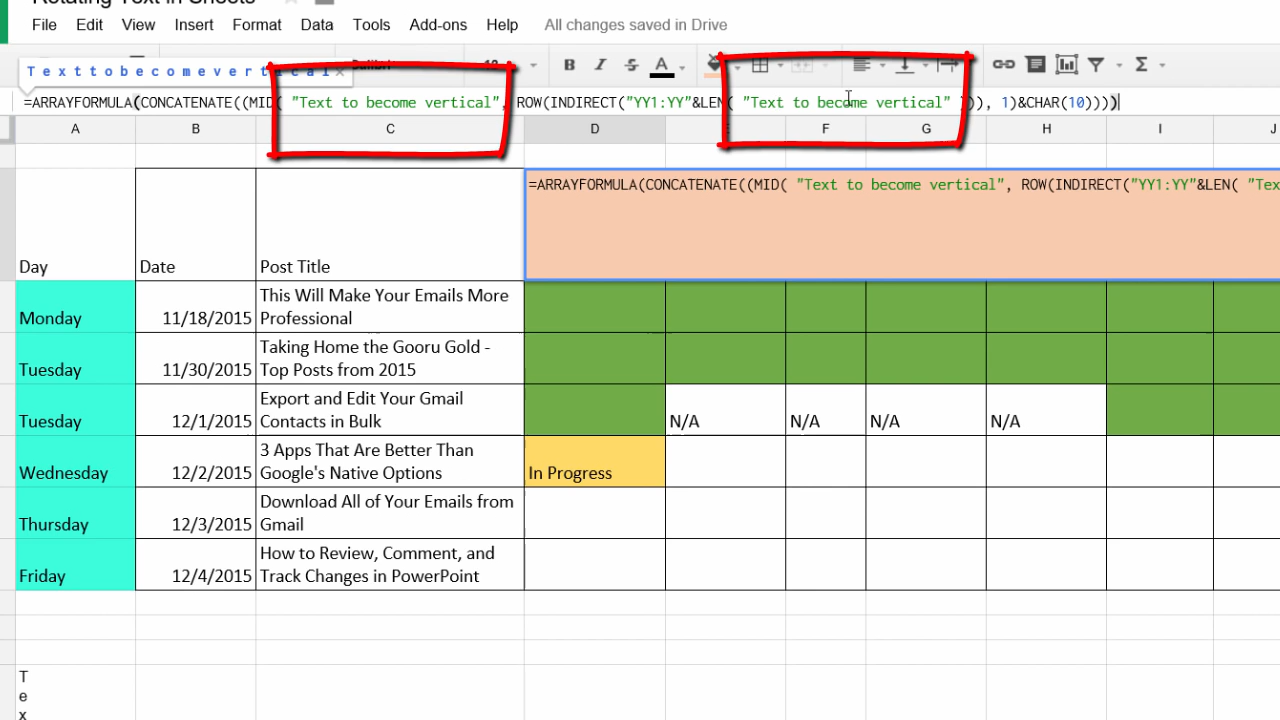 Rotating Text in Sheets
File Edit View Insert Format Data Tools Add-ons Help All changes saved in Drive
B I S A Σ
T e x t t o b e c o m e v e r t i c a l ×
=ARRAYFORMULA(CONCATENATE((MID( "Text to become vertical", ROW(INDIRECT("YY1:YY"&LEN( "Text to become vertical" ))), 1)&CHAR(10))))
A B C D E F G H I J
=ARRAYFORMULA(CONCATENATE((MID( "Text to become vertical", ROW(INDIRECT("YY1:YY"&LEN( "Tex
Day Date Post Title
Monday 11/18/2015 This Will Make Your Emails More
Professional
Tuesday 11/30/2015 Taking Home the Gooru Gold -
Top Posts from 2015
Tuesday 12/1/2015 Export and Edit Your Gmail
Contacts in Bulk N/A N/A N/A N/A
Wednesday 12/2/2015 3 Apps That Are Better Than
Google's Native Options In Progress
Thursday 12/3/2015 Download All of Your Emails from
Gmail
Friday 12/4/2015 How to Review, Comment, and
Track Changes in PowerPoint
T
e
x